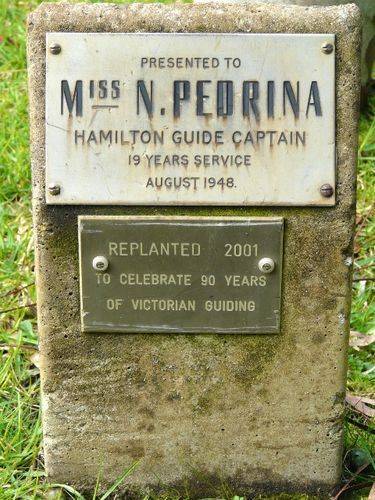 PRESENTED TO
MISS N. PEDRINA
HAMILTON GUIDE CAPTAIN
19 YEARS SERVICE
AUGUST 1948.
REPLANTED 2001
TO CELEBRATE 90 YEARS
OF VICTORIAN GUIDING